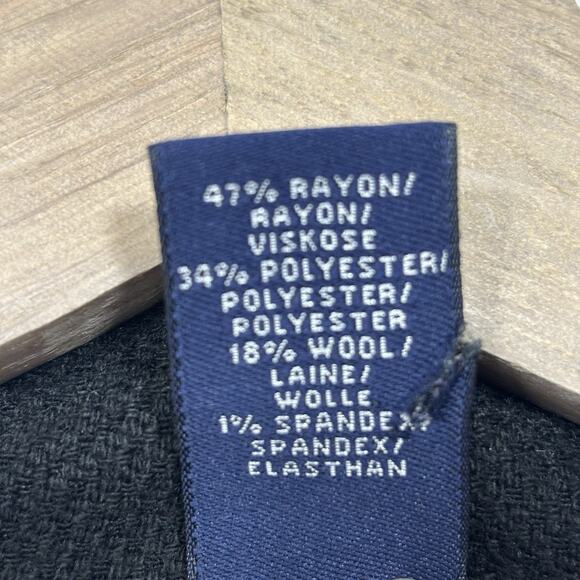 47% RAYON/
RAYON/
VISKOSE
34% POLYESTER/
POLYESTER/
POLYESTER
18% WOOL/
LAINE/
WOLLE
1% SPANDEX/
SPANDEX/
ELASTHAN